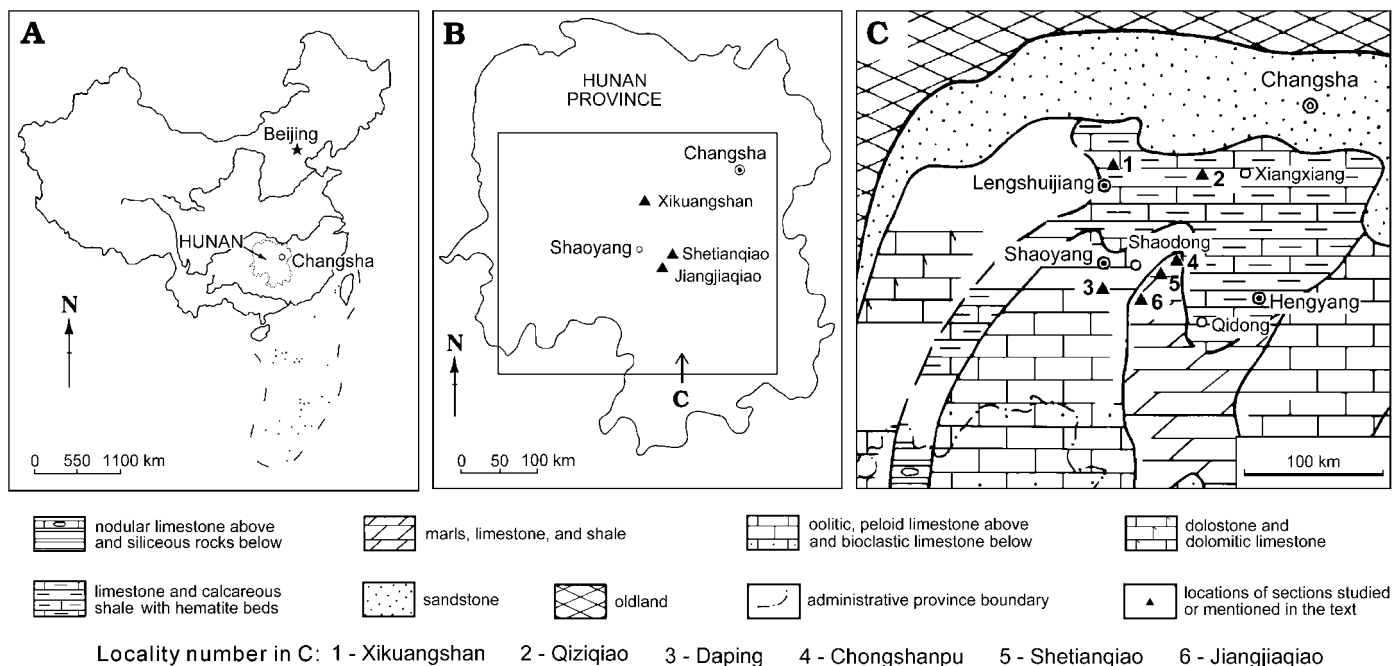 A
Beijing
HUNAN
Changsha
N
0 550 1100 km
B
HUNAN
PROVINCE
Changsha
Xikuangshan
Shaoyang
Shetianqiao
Jiangjiaqiao
N
C
0 50 100 km
C
Changsha
1
2
Xiangxiang
Lengshuijiang
Shaodong
Shaoyang
4
5
3
6
Hengyang
Qidong
100 km
nodular limestone above
and siliceous rocks below
marls, limestone, and shale
oolitic, peloid limestone above
and bioclastic limestone below
dolostone and
dolomitic limestone
limestone and calcareous
shale with hematite beds
sandstone
oldland
administrative province boundary
locations of sections studied
or mentioned in the text
Locality number in C: 1 - Xikuangshan 2 - Qiziqiao 3 - Daping 4 - Chongshanpu 5 - Shetianqiao 6 - Jiangjiaqiao